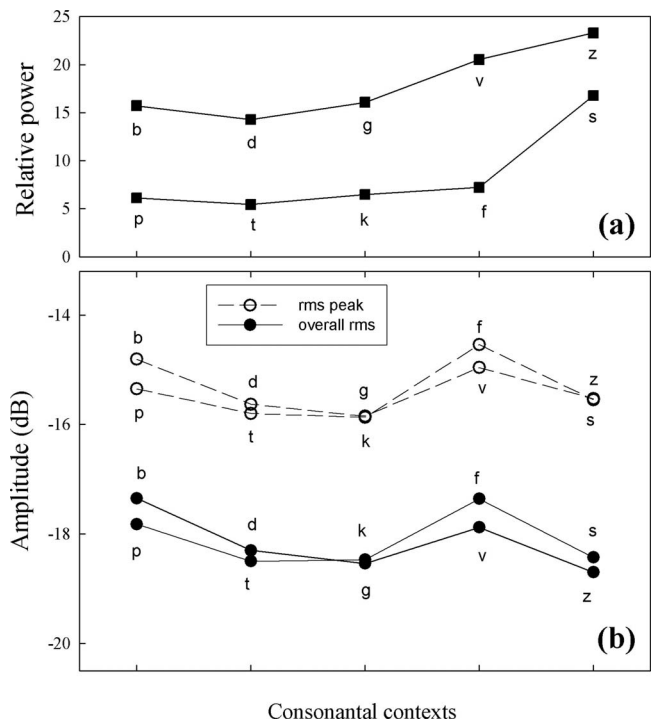 25
20
15
10
5
0
Relative power
b
d
g
v
z
p
t
k
f
s
(a)
-14
-16
-18
-20
Amplitude (dB)
rms peak
overall rms
b
d
g
f
z
p
t
k
v
s
b
d
k
f
s
p
t
g
v
z
(b)
Consonantal contexts